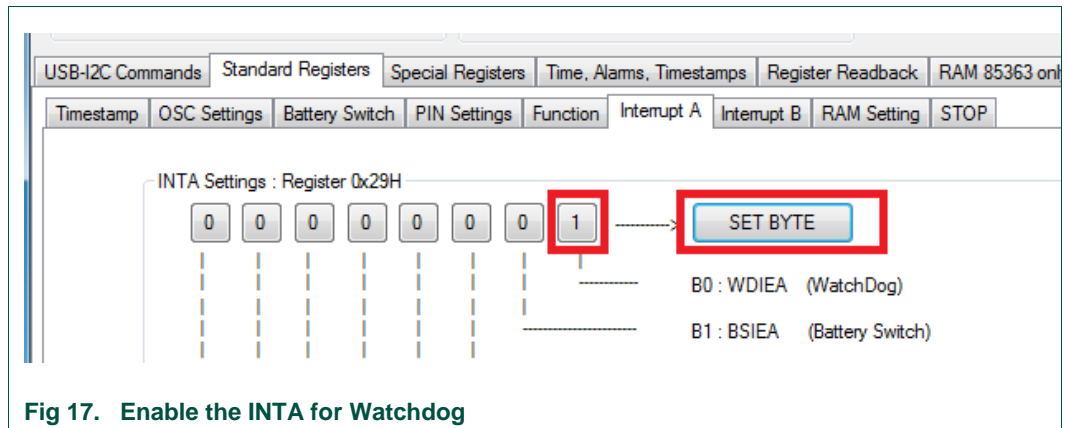 USB-I2C Commands Standard Registers Special Registers Time, Alarms, Timestamps Register Readback RAM 85363
Timestamp OSC Settings Battery Switch PIN Settings Function Interrupt A Interrupt B RAM Setting STOP
INTA Settings : Register 0x29H
0 0 0 0 0 0 0 1 ----------> SET BYTE
B0 : WDIEA (WatchDog)
B1 : BSIEA (Battery Switch)
Fig 17. Enable the INTA for Watchdog